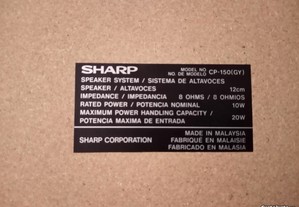 SHARP
MODEL NO.
NO. DE MODELO
CP-150(GY)
SPEAKER SYSTEM / SISTEMA DE ALTAVOCES
SPEAKER / ALTAVOCES 12cm
IMPEDANCE / IMPEDANCIA 8 OHMS / 8 OHMIOS
RATED POWER / POTENCIA NOMINAL 10W
MAXIMUM POWER HANDLING CAPACITY /
POTENCIA MAXIMA DE ENTRADA 20W
SHARP CORPORATION
MADE IN MALAYSIA
FABRIQUÉ EN MALAISIE
FABRICADO EN MALASIA